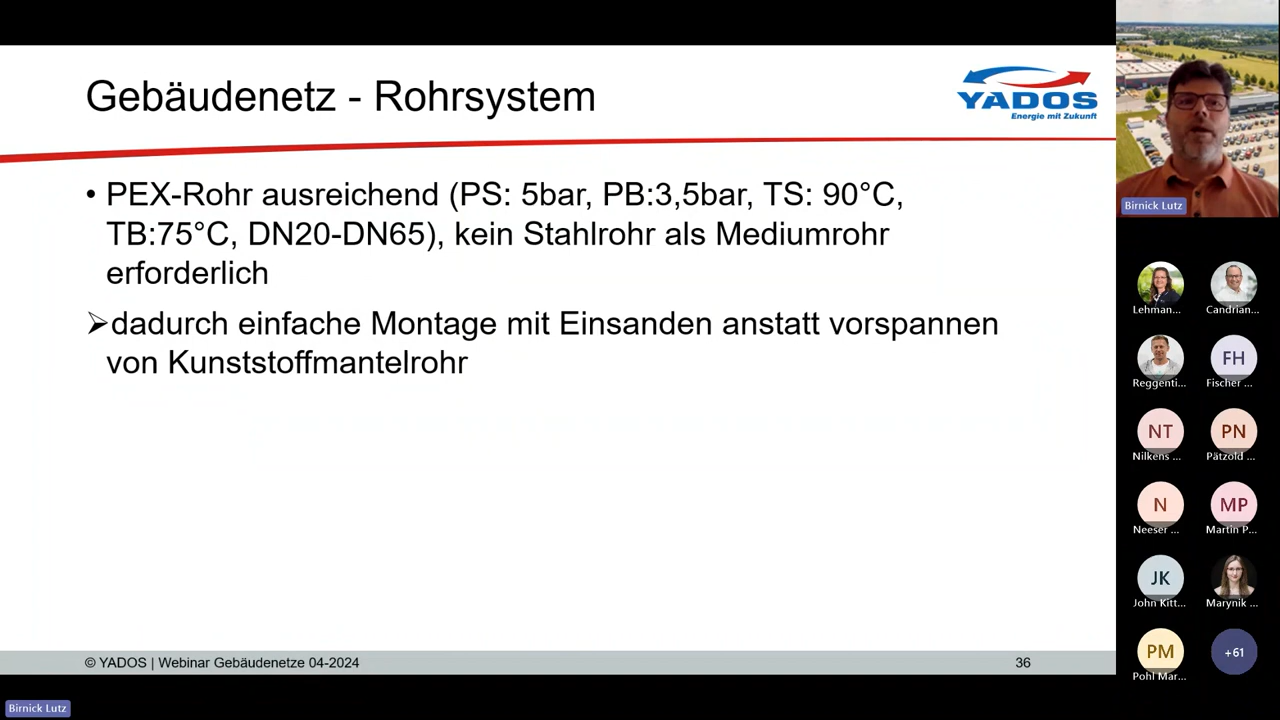 Gebäudenetz - Rohrsystem
YADOS
Energie mit Zukunft
• PEX-Rohr ausreichend (PS: 5bar, PB:3,5bar, TS: 90°C,
TB:75°C, DN20-DN65), kein Stahlrohr als Mediumrohr
erforderlich
➢dadurch einfache Montage mit Einsanden anstatt vorspannen
von Kunststoffmantelrohr
© YADOS | Webinar Gebäudenetze 04-2024
36
Birnick Lutz
Birnick Lutz
Lehman...
Candrian...
Reggenti...
FH
Fischer ...
NT
Nilkens ...
PN
Pätzold ...
N
Neeser ...
MP
Martin P...
JK
John Kitt...
Marynik ...
PM
Pohl Mar...
+61